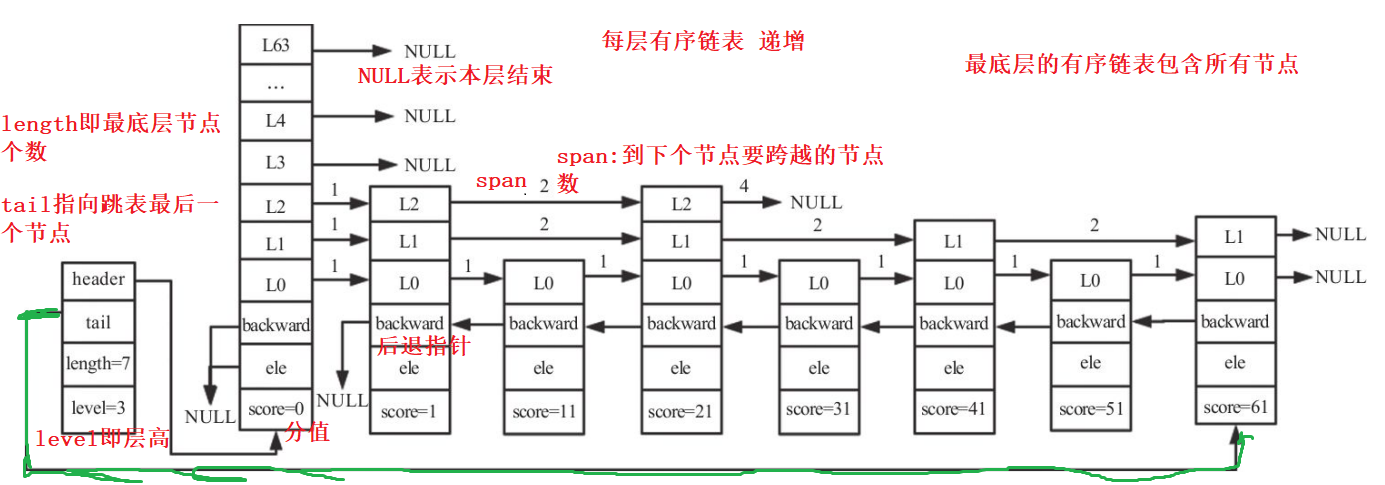 L63
NULL
每层有序链表 递增
最底层的有序链表包含所有节点
NULL表示本层结束
…
L4
NULL
length即最底层节点
个数
L3
NULL
span:到下个节点要跨越的节点
数
span
tail指向跳表最后一
个节点
L2 1 L2 2 L2 4 NULL
L1 1 L1 2 L1 2 L1 2 L1 NULL
L0 1 L0 1 L0 1 L0 1 L0 1 L0 1 L0 1 L0 NULL
header
tail
length=7
level=3
level即层高
backward backward backward backward backward backward backward backward
后退指针
ele ele ele ele ele ele ele ele
NULL NULL
score=0 score=1 score=11 score=21 score=31 score=41 score=51 score=61
分值